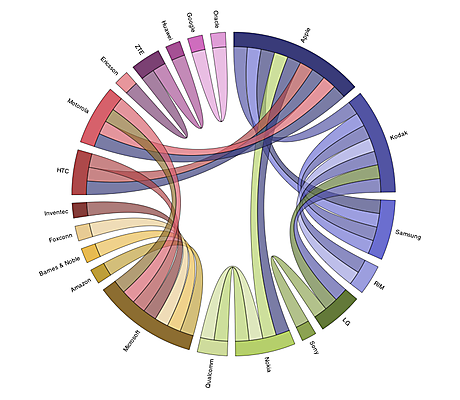 Apple
Kodak
Samsung
RIM
LG
Sony
Nokia
Qualcomm
Microsoft
Amazon
Barnes & Noble
Foxconn
Inventec
HTC
Motorola
Ericsson
ZTE
Huawei
Google
Oracle